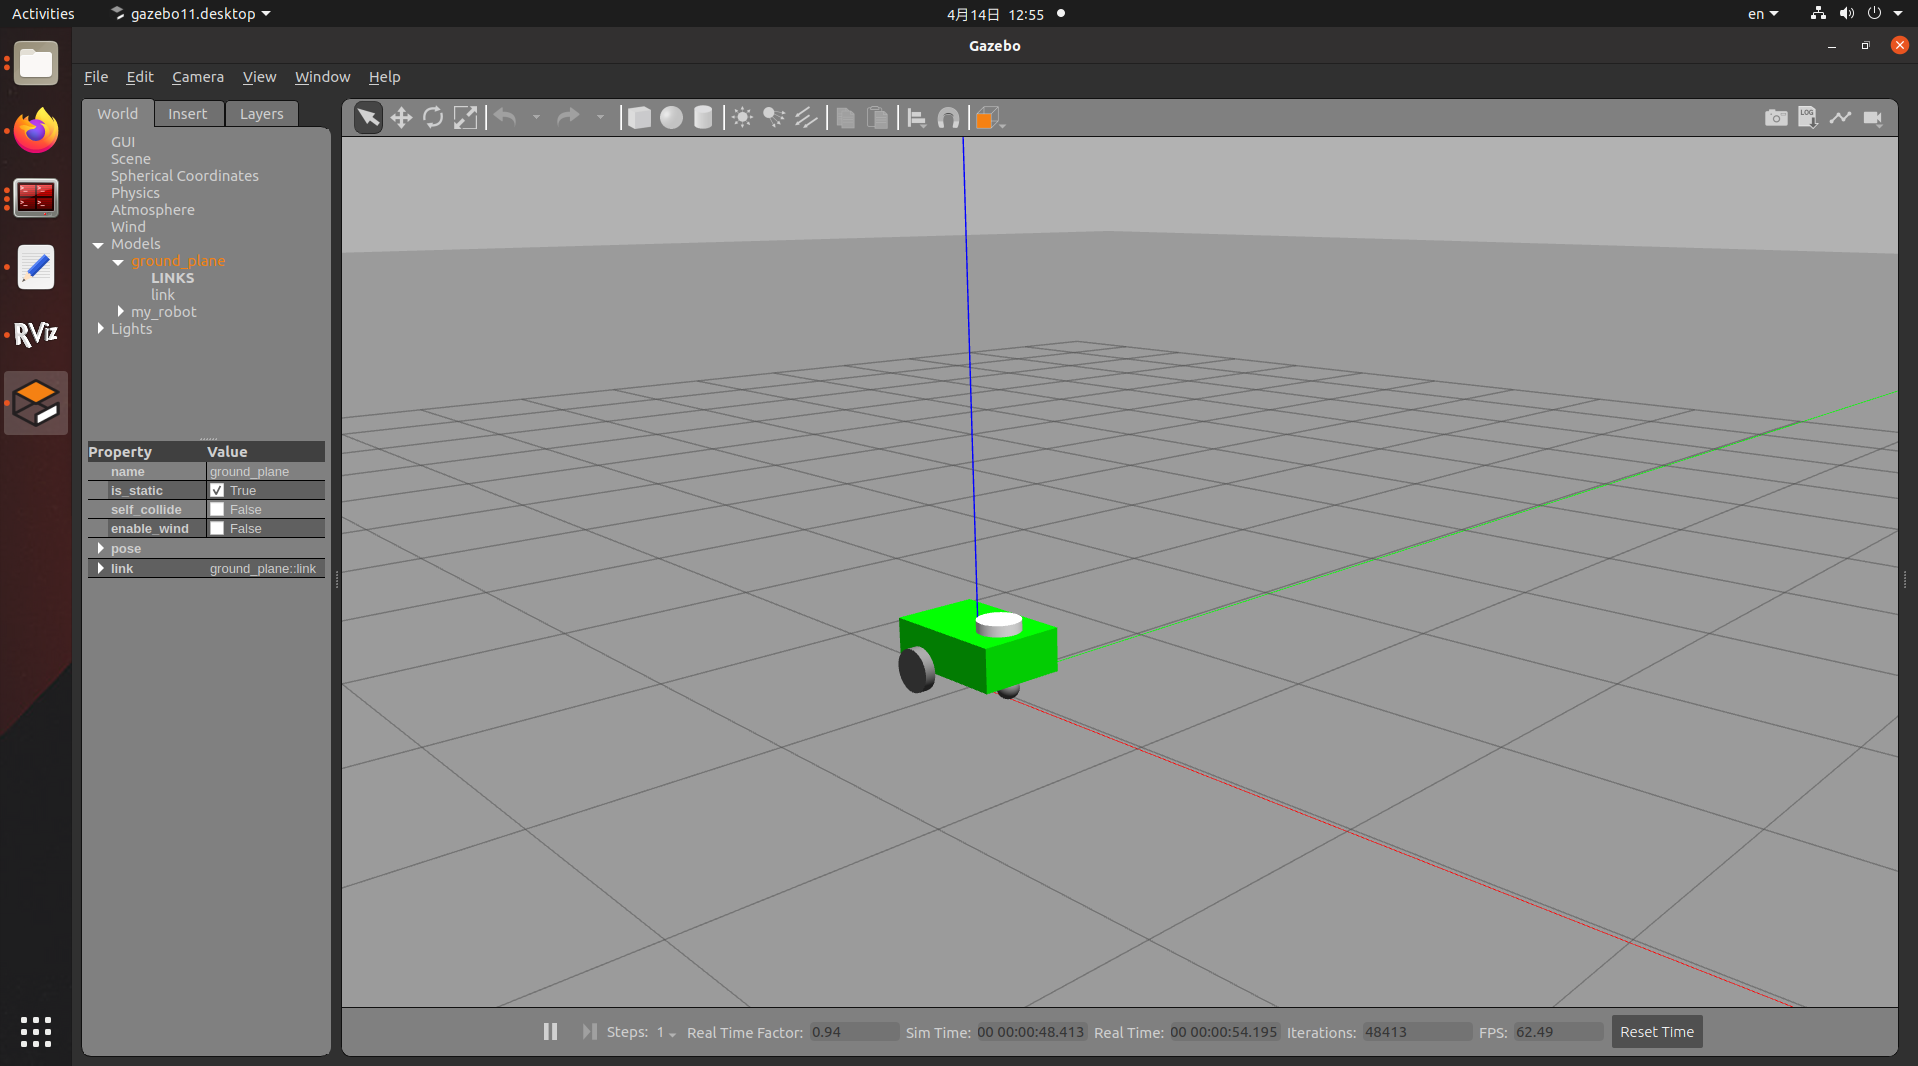 Activities gazebo11.desktop 4月14日 12:55 en
Gazebo
File Edit Camera View Window Help
World Insert Layers
LOG
GUI
Scene
Spherical Coordinates
Physics
Atmosphere
Wind
Models
ground_plane
LINKS
link
my_robot
Lights
RViz
Property Value
name ground_plane
is_static True
self_collide False
enable_wind False
pose
link ground_plane::link
Steps: 1 Real Time Factor: 0.94 Sim Time: 00 00:00:48.413 Real Time: 00 00:00:54.195 Iterations: 48413 FPS: 62.49 Reset Time